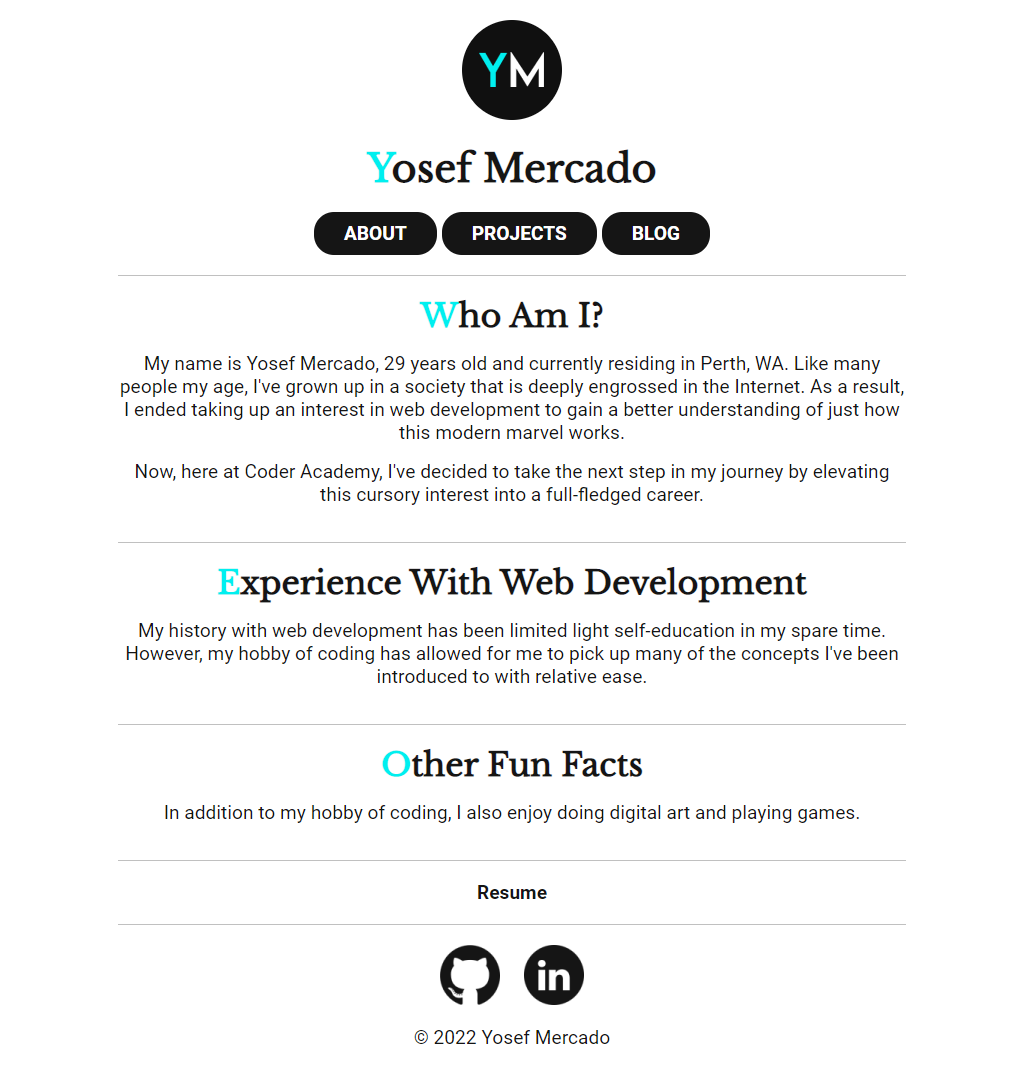 YM
Yosef Mercado
ABOUT PROJECTS BLOG
Who Am I?
My name is Yosef Mercado, 29 years old and currently residing in Perth, WA. Like many
people my age, I've grown up in a society that is deeply engrossed in the Internet. As a result,
I ended taking up an interest in web development to gain a better understanding of just how
this modern marvel works.
Now, here at Coder Academy, I've decided to take the next step in my journey by elevating
this cursory interest into a full-fledged career.
Experience With Web Development
My history with web development has been limited light self-education in my spare time.
However, my hobby of coding has allowed for me to pick up many of the concepts I've been
introduced to with relative ease.
Other Fun Facts
In addition to my hobby of coding, I also enjoy doing digital art and playing games.
Resume
in
© 2022 Yosef Mercado